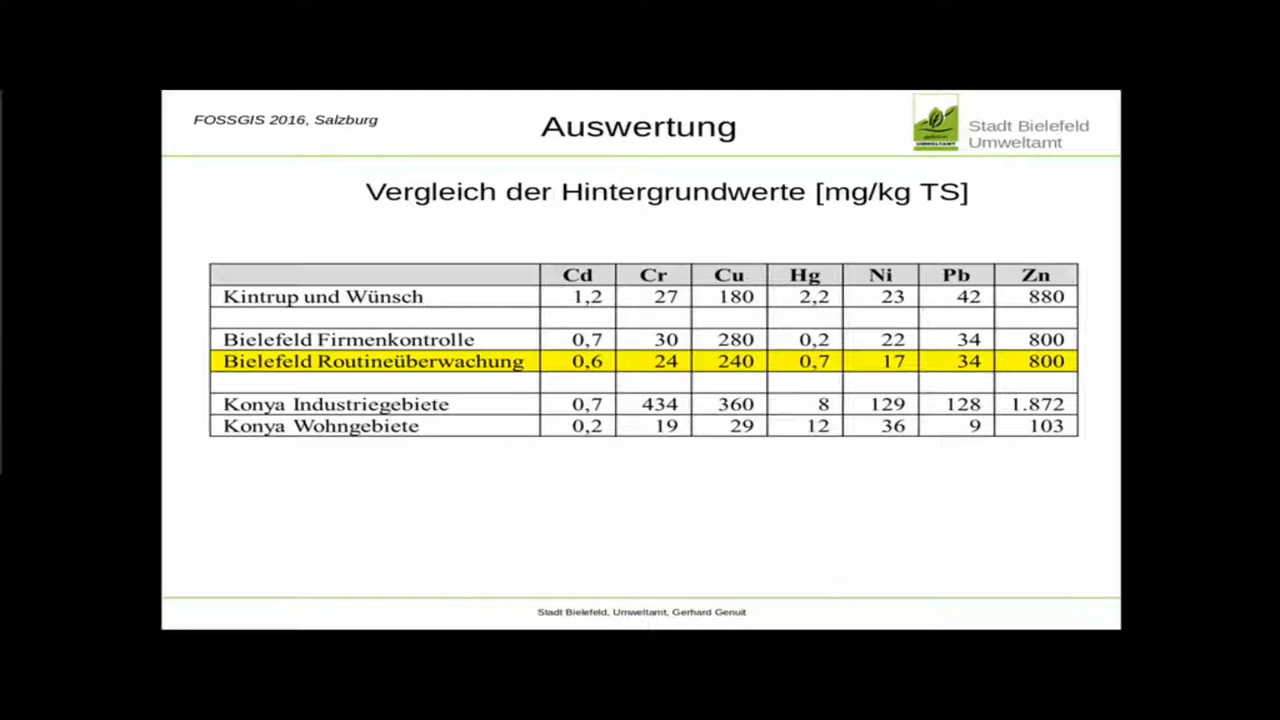 FOSSGIS 2016, Salzburg
Auswertung
UMWELTAMT
Stadt Bielefeld
Umweltamt
Vergleich der Hintergrundwerte [mg/kg TS]
Cd Cr Cu Hg Ni Pb Zn
Kintrup und Wünsch 1,2 27 180 2,2 23 42 880
Bielefeld Firmenkontrolle 0,7 30 280 0,2 22 34 800
Bielefeld Routineüberwachung 0,6 24 240 0,7 17 34 800
Konya Industriegebiete 0,7 434 360 8 129 128 1.872
Konya Wohngebiete 0,2 19 29 12 36 9 103
Stadt Bielefeld, Umweltamt, Gerhard Genuit